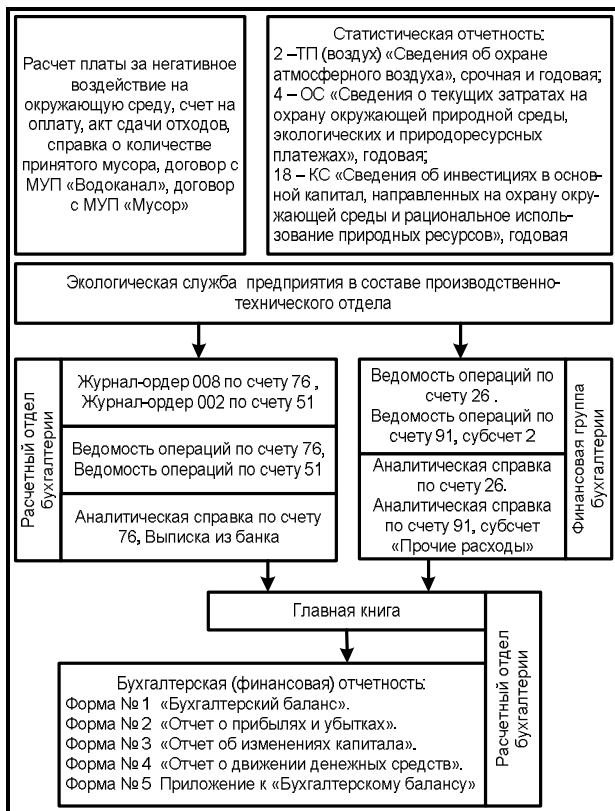 Расчет платы за негативное
воздействие на
окружающую среду, счет на
оплату, акт сдачи отходов,
справка о количестве
принятого мусора, договор с
МУП «Водоканал», договор
с МУП «Мусор»
Статистическая отчетность:
2 –ТП (воздух) «Сведения об охране
атмосферного воздуха», срочная и годовая;
4 – ОС «Сведения о текущих затратах на
охрану окружающей природной среды,
экологических и природоресурсных
платежах», годовая;
18 – КС «Сведения об инвестициях в основ-
ной капитал, направленных на охрану окру-
жающей среды и рациональное исполь-
зование природных ресурсов», годовая
Экологическая служба предприятия в составе производственно-
технического отдела
Расчетный отдел
бухгалтерии
Журнал-ордер 008 по счету 76 ,
Журнал-ордер 002 по счету 51
Ведомость операций по счету 76,
Ведомость операций по счету 51
Аналитическая справка по счету
76, Выписка из банка
Ведомость операций по
счету 26 .
Ведомость операций по
счету 91, субсчет 2
Аналитическая справка
по счету 26.
Аналитическая справка
по счету 91, субсчет
«Прочие расходы»
Финансовая группа
бухгалтерии
Главная книга
Бухгалтерская (финансовая) отчетность:
Форма № 1 «Бухгалтерский баланс».
Форма № 2 «Отчет о прибылях и убытках».
Форма № 3 «Отчет об изменениях капитала».
Форма № 4 «Отчет о движении денежных средств».
Форма № 5 Приложение к «Бухгалтерскому балансу»
Расчетный отдел
бухгалтерии